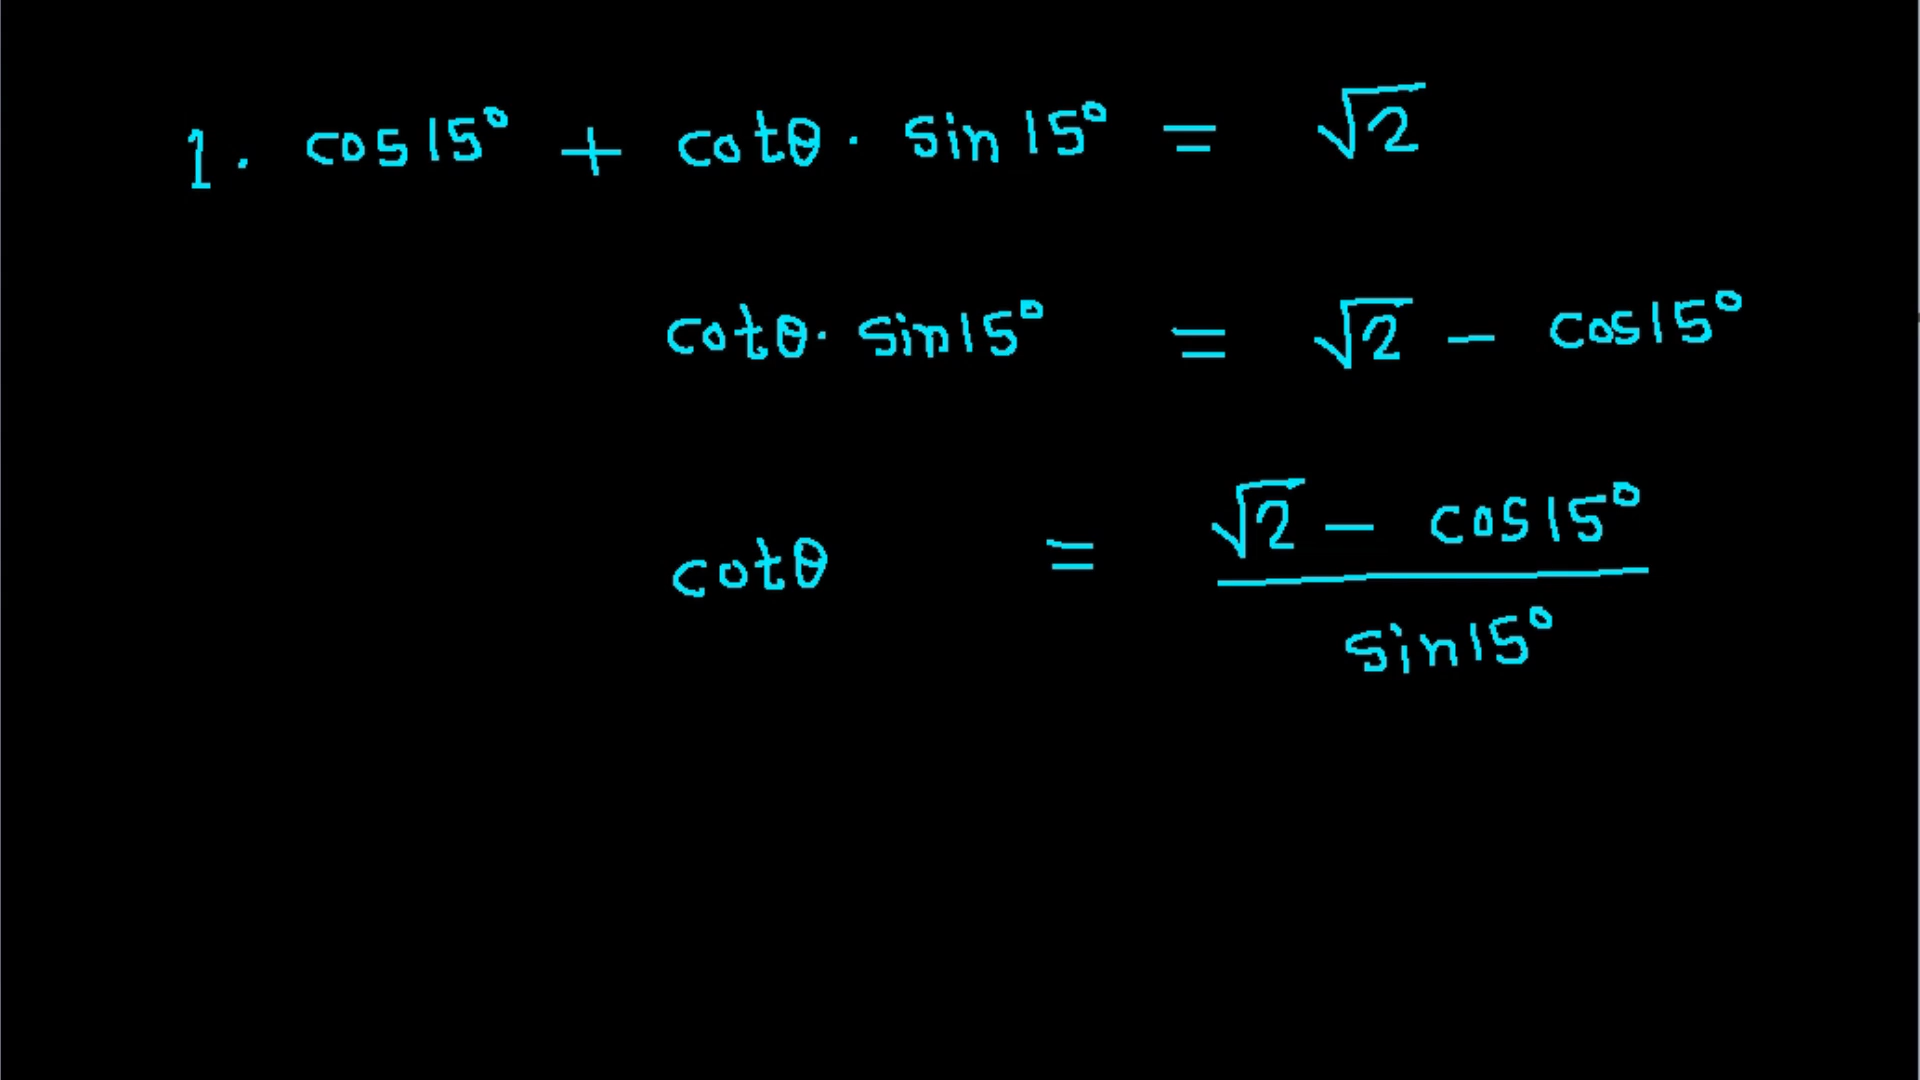 1. cos15° + cotθ · sin15° = √2
cotθ · sin15° = √2 − cos15°
cotθ = (√2 − cos15°) / sin15°